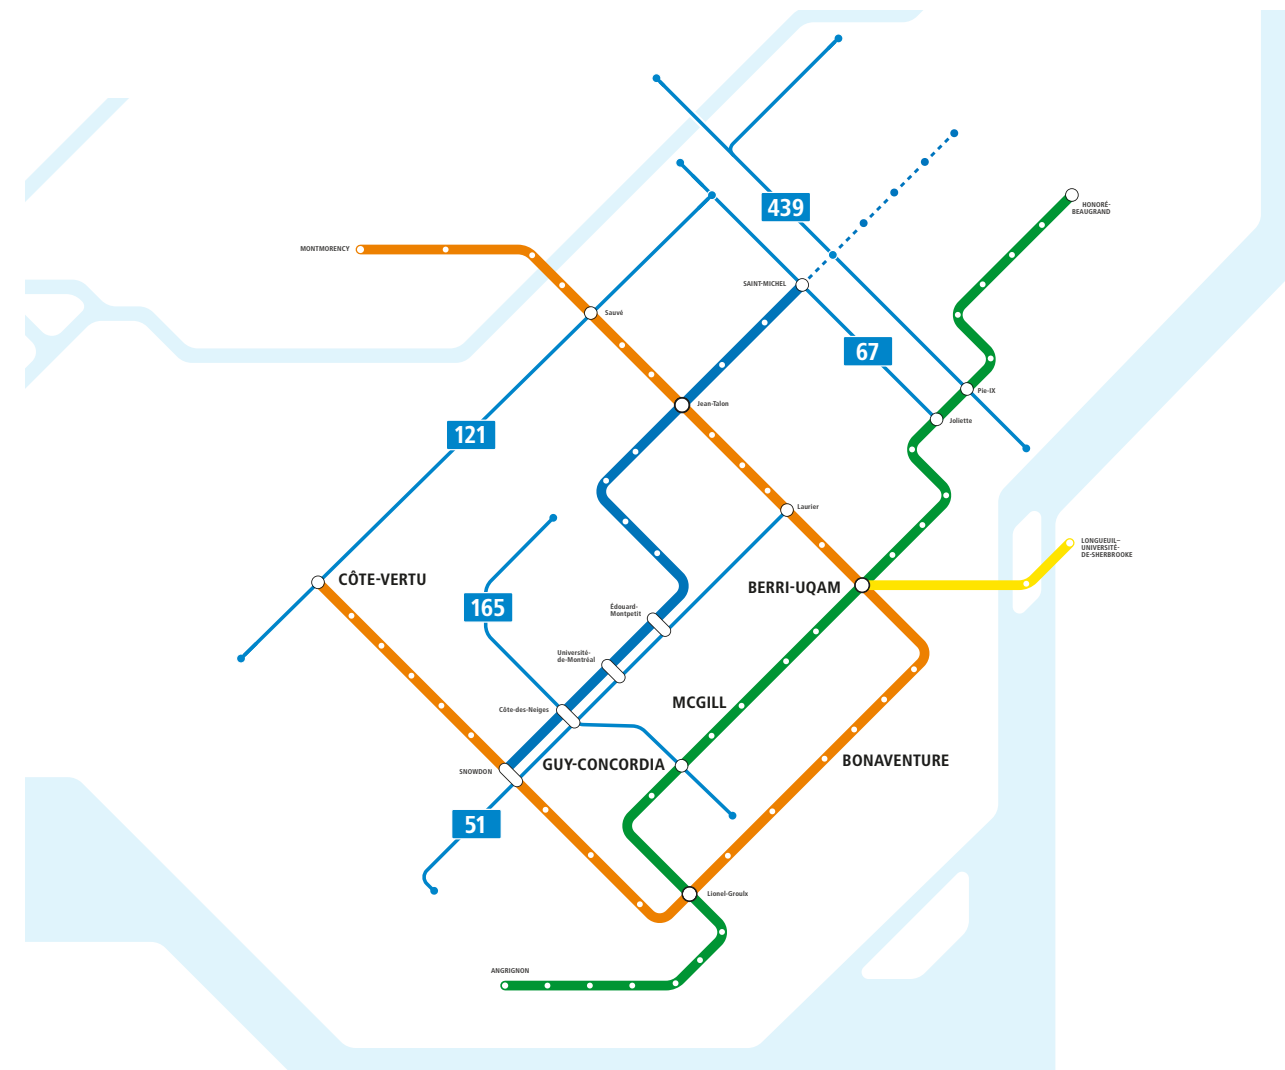 439
HONORÉ-
BEAUGRAND
MONTMORENCY
SAINT-MICHEL
Sauvé
67
Pie-IX
Jean-Talon
Joliette
121
Laurier
LONGUEUIL–
UNIVERSITÉ-
DE-SHERBROOKE
CÔTE-VERTU
BERRI-UQAM
165
Édouard-
Montpetit
Université-
de-Montréal
MCGILL
Côte-des-Neiges
SNOWDON
GUY-CONCORDIA
BONAVENTURE
51
Lionel-Groulx
ANGRIGNON